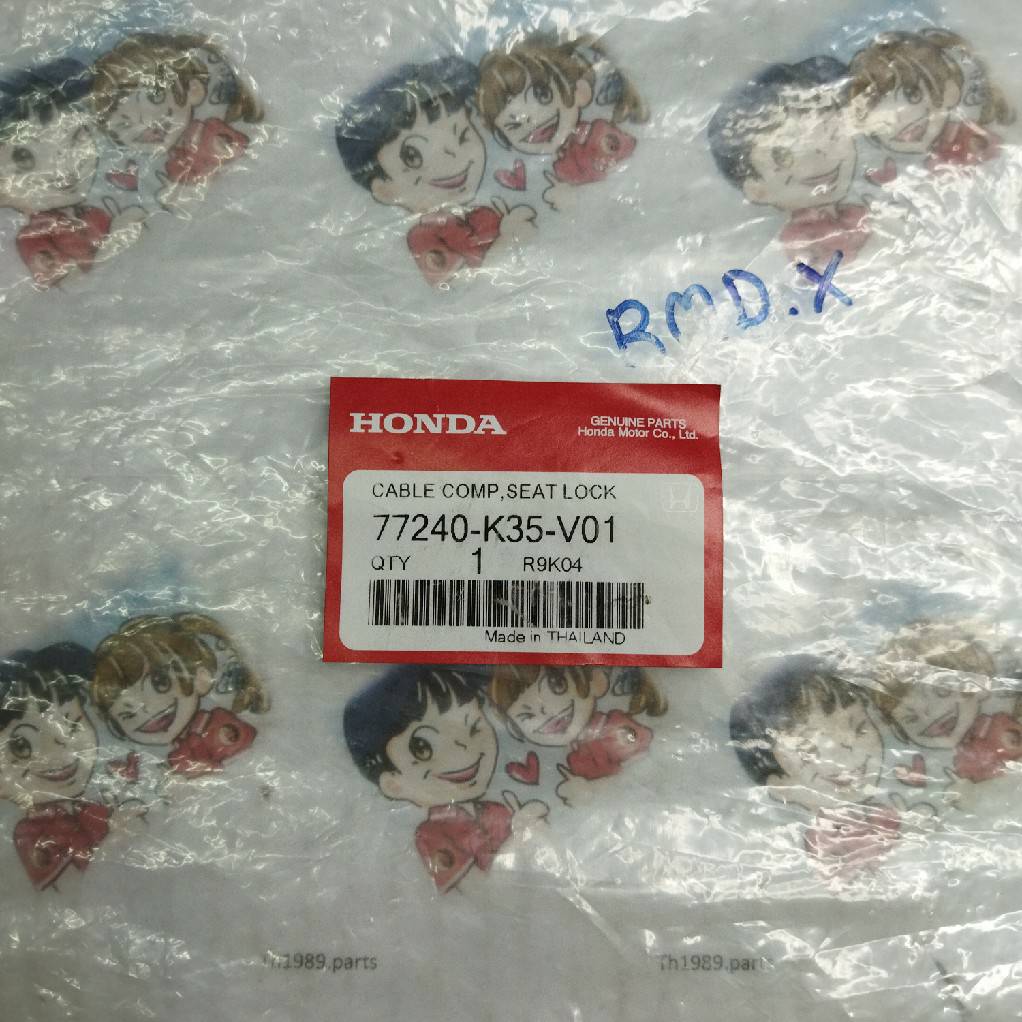 RMD.X
HONDA
GENUINE PARTS
Honda Motor Co., Ltd.
CABLE COMP,SEAT LOCK
77240-K35-V01
QTY 1 R9K04
Made in THAILAND
Th1989.parts
Th1989.parts